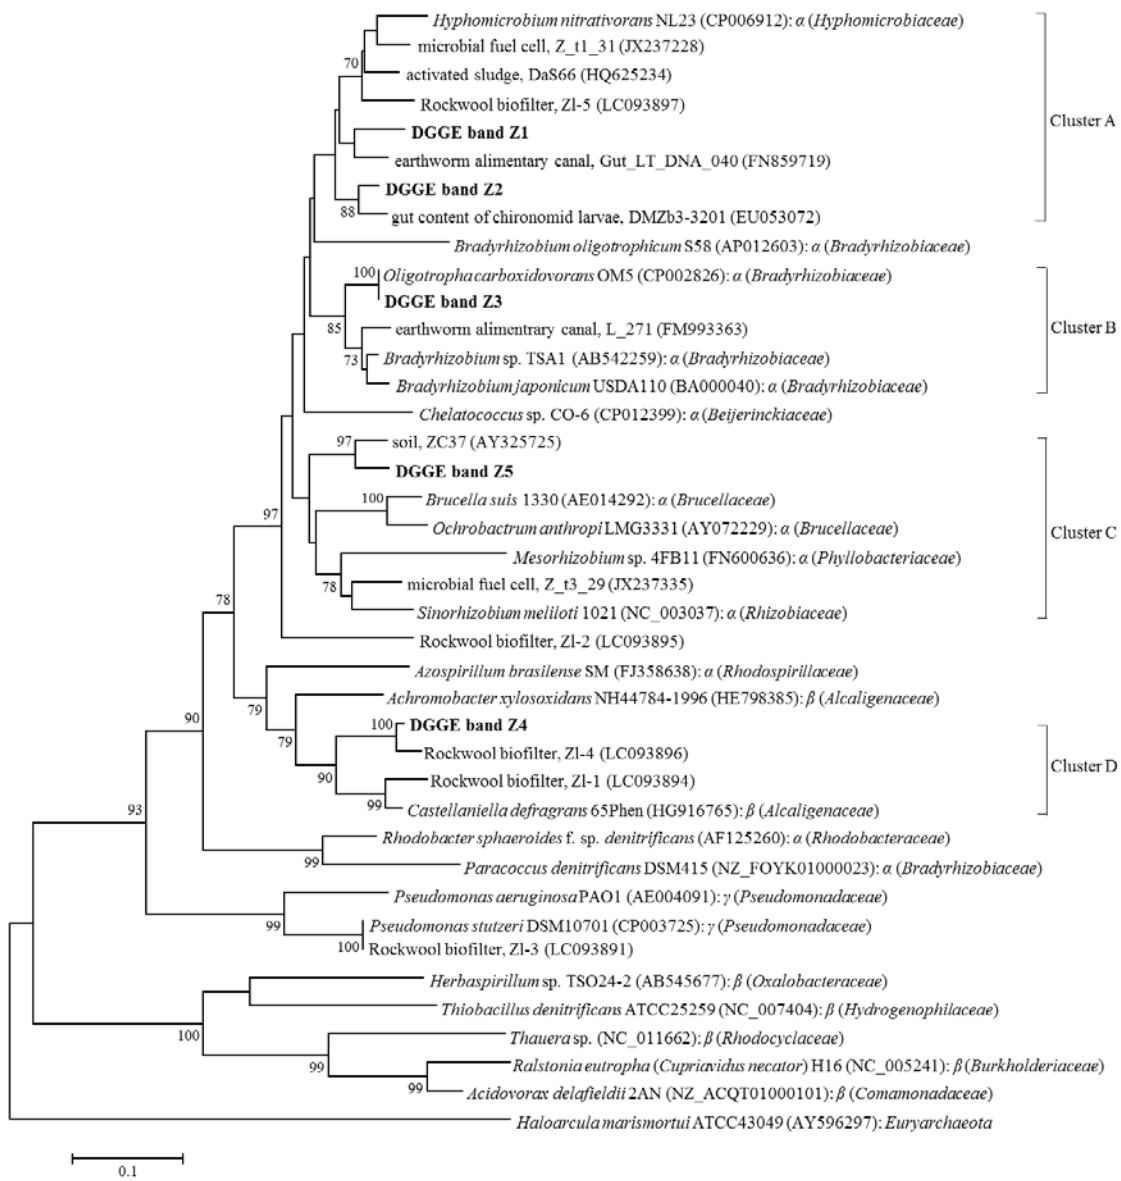 Hyphomicrobium nitrativorans NL23 (CP006912): α (Hyphomicrobiaceae)
microbial fuel cell, Z_t1_31 (JX237228)
70
activated sludge, DaS66 (HQ625234)
Rockwool biofilter, Zl-5 (LC093897)
Cluster A
DGGE band Z1
earthworm alimentary canal, Gut_LT_DNA_040 (FN859719)
DGGE band Z2
88
gut content of chironomid larvae, DMZb3-3201 (EU053072)
Bradyrhizobium oligotrophicum S58 (AP012603): α (Bradyrhizobiaceae)
100
Oligotropha carboxidovorans OM5 (CP002826): α (Bradyrhizobiaceae)
DGGE band Z3
85
earthworm alimentrary canal, L_271 (FM993363)
Cluster B
73
Bradyrhizobium sp. TSA1 (AB542259): α (Bradyrhizobiaceae)
Bradyrhizobium japonicum USDA110 (BA000040): α (Bradyrhizobiaceae)
Chelatococcus sp. CO-6 (CP012399): α (Beijerinckiaceae)
97
soil, ZC37 (AY325725)
DGGE band Z5
100
Brucella suis 1330 (AE014292): α (Brucellaceae)
97
Ochrobactrum anthropi LMG3331 (AY072229): α (Brucellaceae)
Cluster C
Mesorhizobium sp. 4FB11 (FN600636): α (Phyllobacteriaceae)
78
microbial fuel cell, Z_t3_29 (JX237335)
78
Sinorhizobium meliloti 1021 (NC_003037): α (Rhizobiaceae)
Rockwool biofilter, Zl-2 (LC093895)
Azospirillum brasilense SM (FJ358638): α (Rhodospirillaceae)
79
Achromobacter xylosoxidans NH44784-1996 (HE798385): β (Alcaligenaceae)
90
100
DGGE band Z4
79
Rockwool biofilter, Zl-4 (LC093896)
Cluster D
90
Rockwool biofilter, Zl-1 (LC093894)
99
Castellaniella defragrans 65Phen (HG916765): β (Alcaligenaceae)
93
Rhodobacter sphaeroides f. sp. denitrificans (AF125260): α (Rhodobacteraceae)
99
Paracoccus denitrificans DSM415 (NZ_FOYK01000023): α (Bradyrhizobiaceae)
Pseudomonas aeruginosa PAO1 (AE004091): γ (Pseudomonadaceae)
99
Pseudomonas stutzeri DSM10701 (CP003725): γ (Pseudomonadaceae)
100
Rockwool biofilter, Zl-3 (LC093891)
Herbaspirillum sp. TSO24-2 (AB545677): β (Oxalobacteraceae)
Thiobacillus denitrificans ATCC25259 (NC_007404): β (Hydrogenophilaceae)
100
Thauera sp. (NC_011662): β (Rhodocyclaceae)
99
Ralstonia eutropha (Cupriavidus necator) H16 (NC_005241): β (Burkholderiaceae)
99
Acidovorax delafieldii 2AN (NZ_ACQT01000101): β (Comamonadaceae)
Haloarcula marismortui ATCC43049 (AY596297): Euryarchaeota
0.1